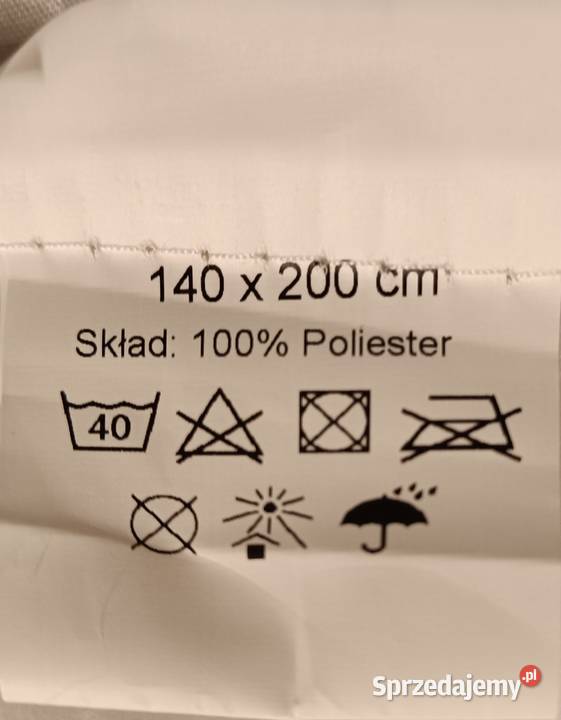 140 x 200 cm
Skład: 100% Poliester
40
Sprzedajemy.pl